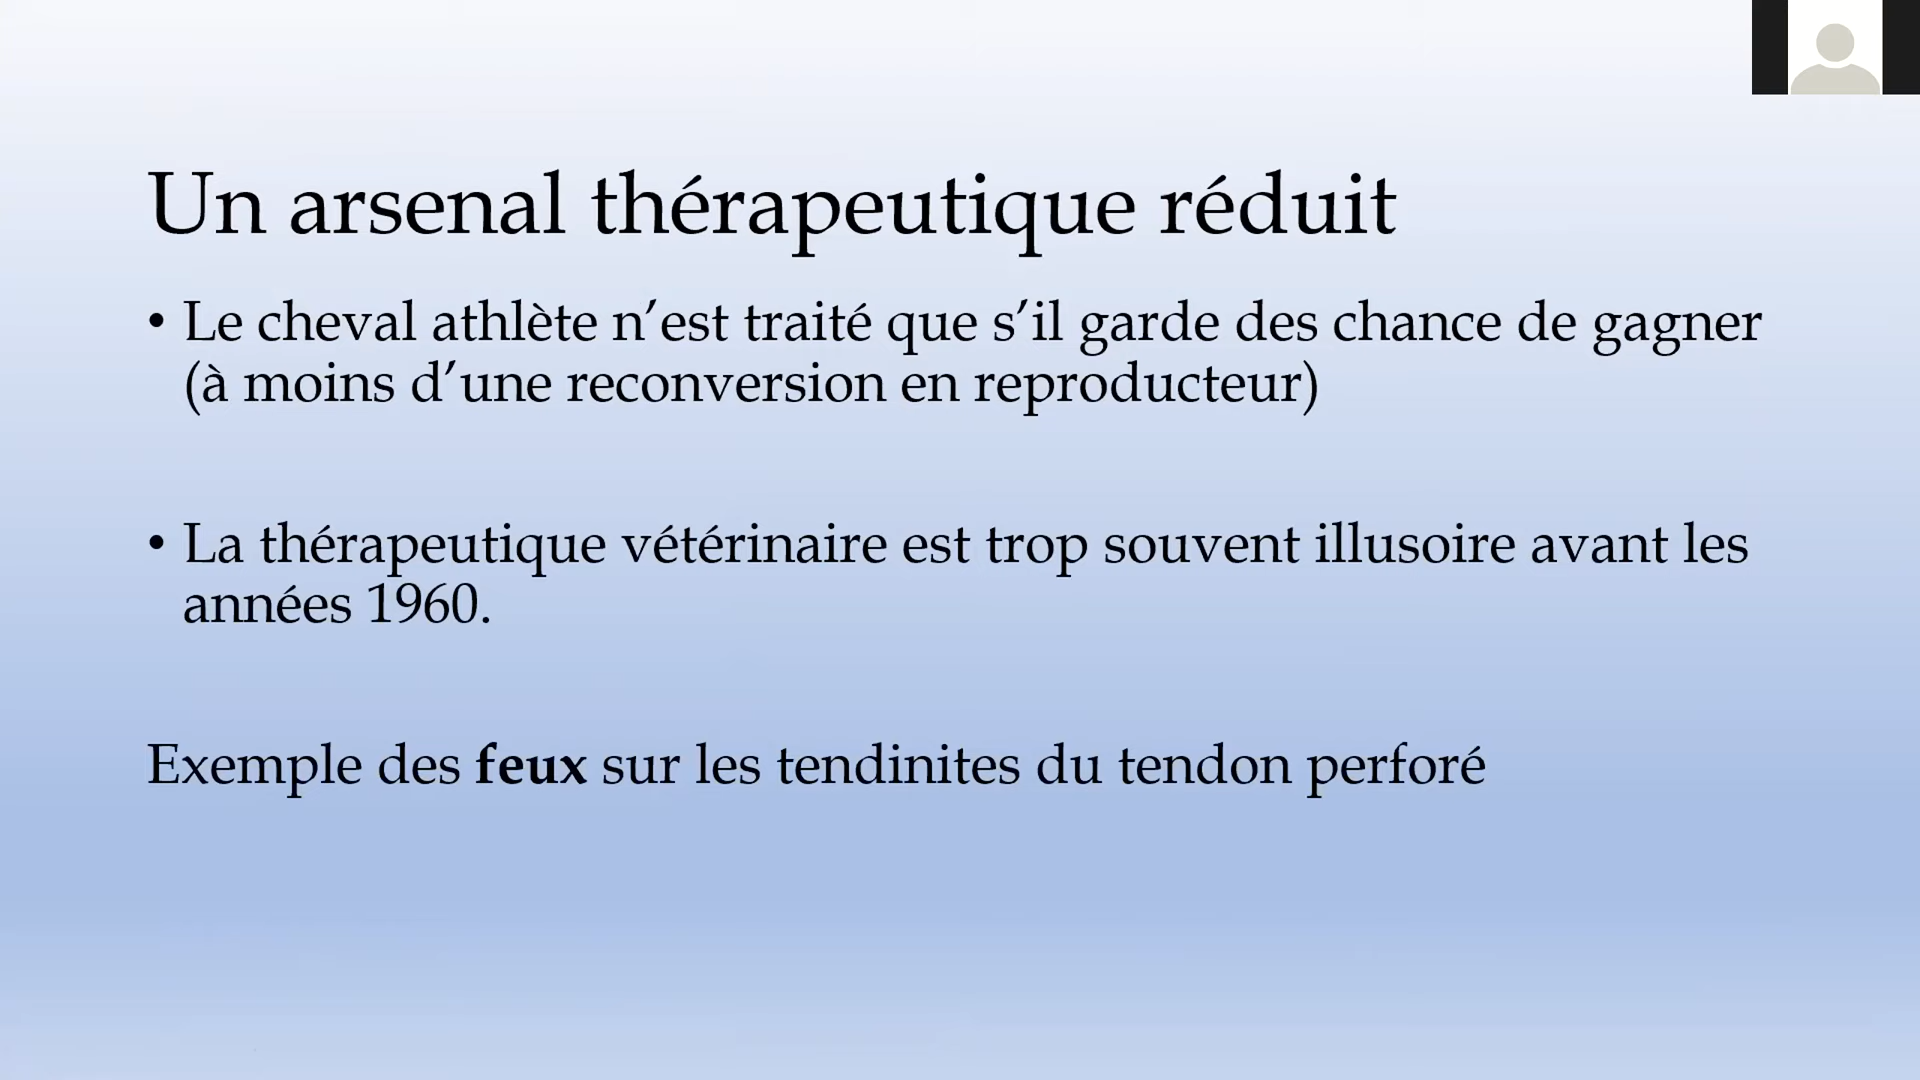 Un arsenal thérapeutique réduit
• Le cheval athlète n’est traité que s’il garde des chance de gagner
(à moins d’une reconversion en reproducteur)
• La thérapeutique vétérinaire est trop souvent illusoire avant les
années 1960.
Exemple des feux sur les tendinites du tendon perforé